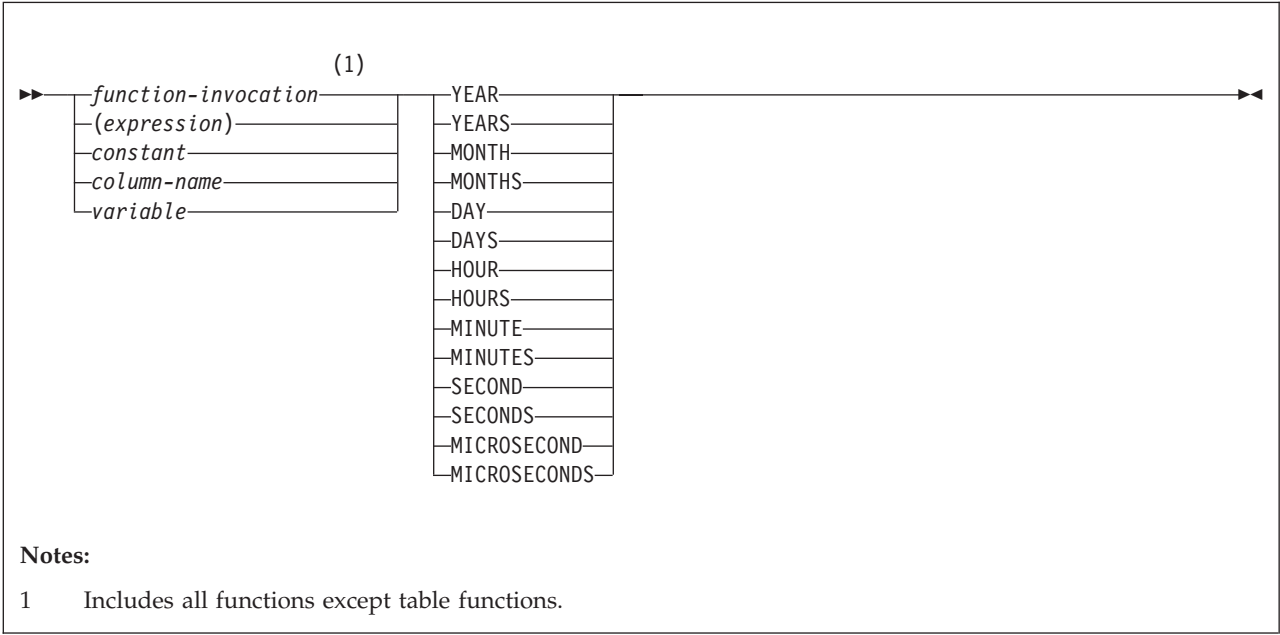 (1)
function-invocation YEAR
(expression) YEARS
constant MONTH
column-name MONTHS
variable DAY
DAYS
HOUR
HOURS
MINUTE
MINUTES
SECOND
SECONDS
MICROSECOND
MICROSECONDS
Notes:
1 Includes all functions except table functions.